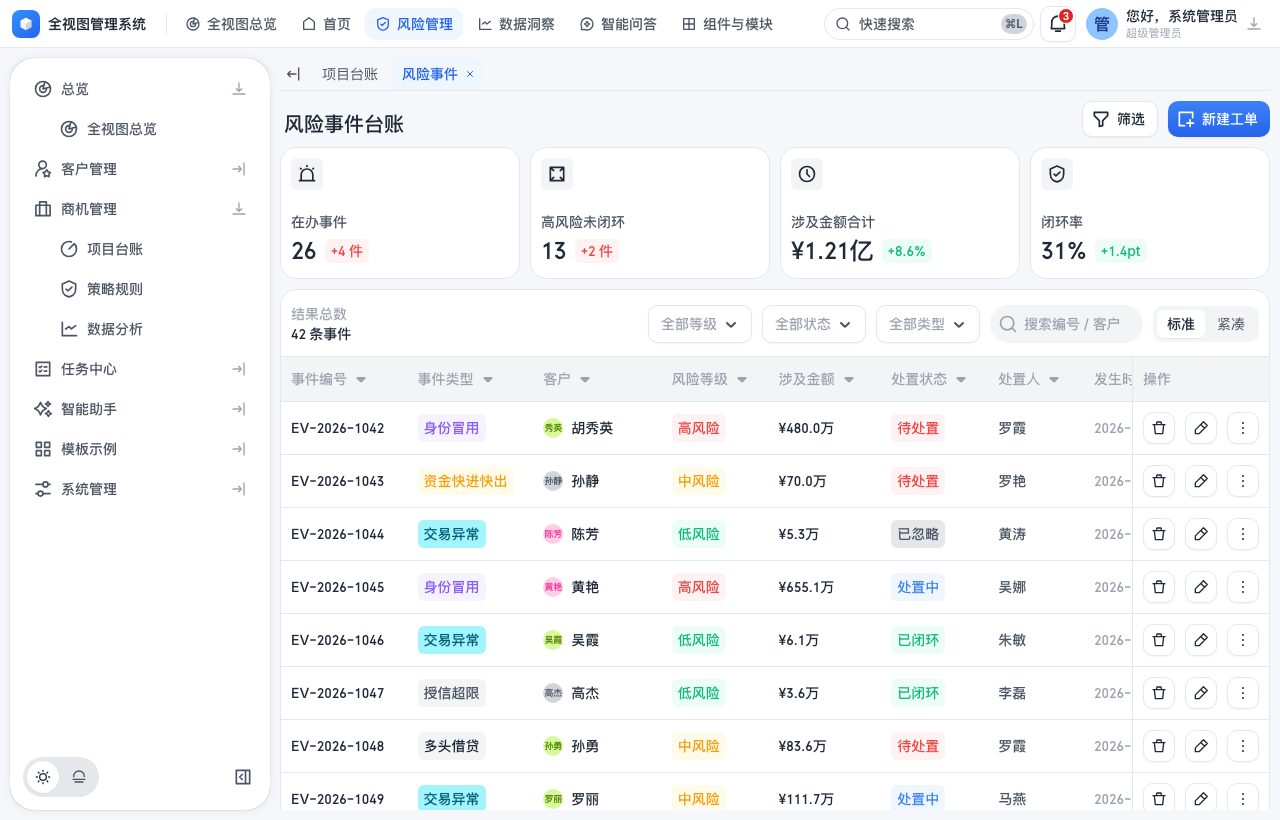 全视图管理系统 全视图总览 首页 风险管理 数据洞察 智能问答 组件与模块 快速搜索 ⌘L 3 管 您好，系统管理员
超级管理员
总览
全视图总览
客户管理
商机管理
项目台账
策略规则
数据分析
任务中心
智能助手
模板示例
系统管理
项目台账 风险事件 ×
风险事件台账 筛选 新建工单
在办事件
26 +4 件
高风险未闭环
13 +2 件
涉及金额合计
¥1.21亿 +8.6%
闭环率
31% +1.4pt
结果总数
42 条事件
全部等级 全部状态 全部类型 搜索编号 / 客户 标准 紧凑
事件编号 事件类型 客户 风险等级 涉及金额 处置状态 处置人 发生时 操作
EV-2026-1042 身份冒用 秀英 胡秀英 高风险 ¥480.0万 待处置 罗霞 2026-
EV-2026-1043 资金快进快出 孙静 孙静 中风险 ¥70.0万 待处置 罗艳 2026-
EV-2026-1044 交易异常 陈芳 陈芳 低风险 ¥5.3万 已忽略 黄涛 2026-
EV-2026-1045 身份冒用 黄艳 黄艳 高风险 ¥655.1万 处置中 吴娜 2026-
EV-2026-1046 交易异常 吴霞 吴霞 低风险 ¥6.1万 已闭环 朱敏 2026-
EV-2026-1047 授信超限 高杰 高杰 低风险 ¥3.6万 已闭环 李磊 2026-
EV-2026-1048 多头借贷 孙勇 孙勇 中风险 ¥83.6万 待处置 罗霞 2026-
EV-2026-1049 交易异常 罗丽 罗丽 中风险 ¥111.7万 处置中 马燕 2026-